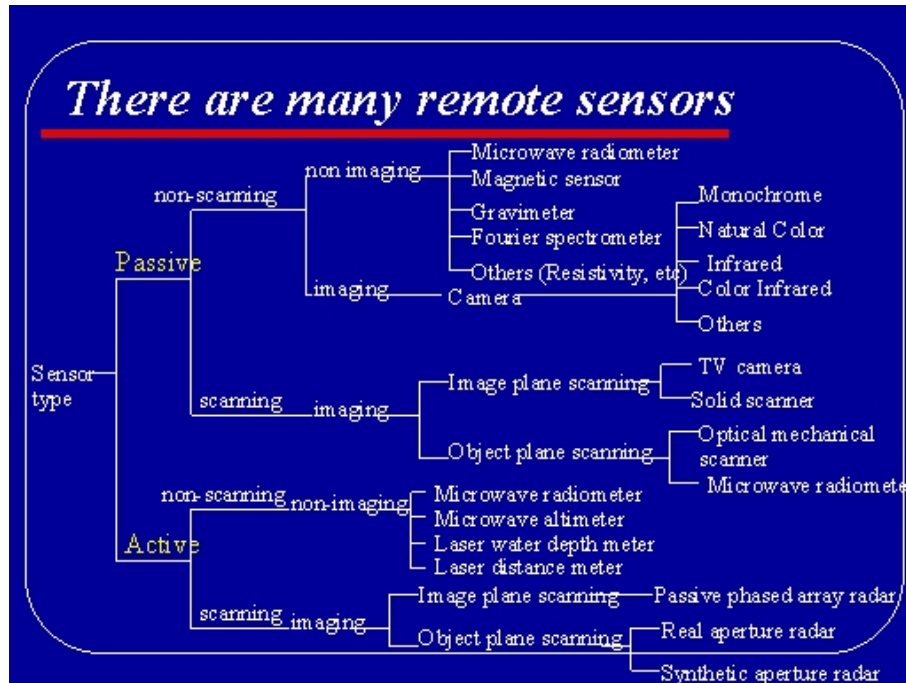 There are many remote sensors
Microwave radiometer
non imaging
Magnetic sensor
Monochrome
non-scanning
Gravimeter
Natural Color
Fourier spectrometer
Passive
Infrared
Others (Resistivity, etc)
imaging
Camera
Color Infrared
Others
TV camera
Sensor
type
Image plane scanning
scanning
imaging
Solid scanner
Optical mechanical
scanner
Object plane scanning
Microwave radiomete
non-scanning
non-imaging
Microwave radiometer
Microwave altimeter
Active
Laser water depth meter
Laser distance meter
Image plane scanning
Passive phased array radar
scanning
imaging
Object plane scanning
Real aperture radar
Synthetic aperture radar